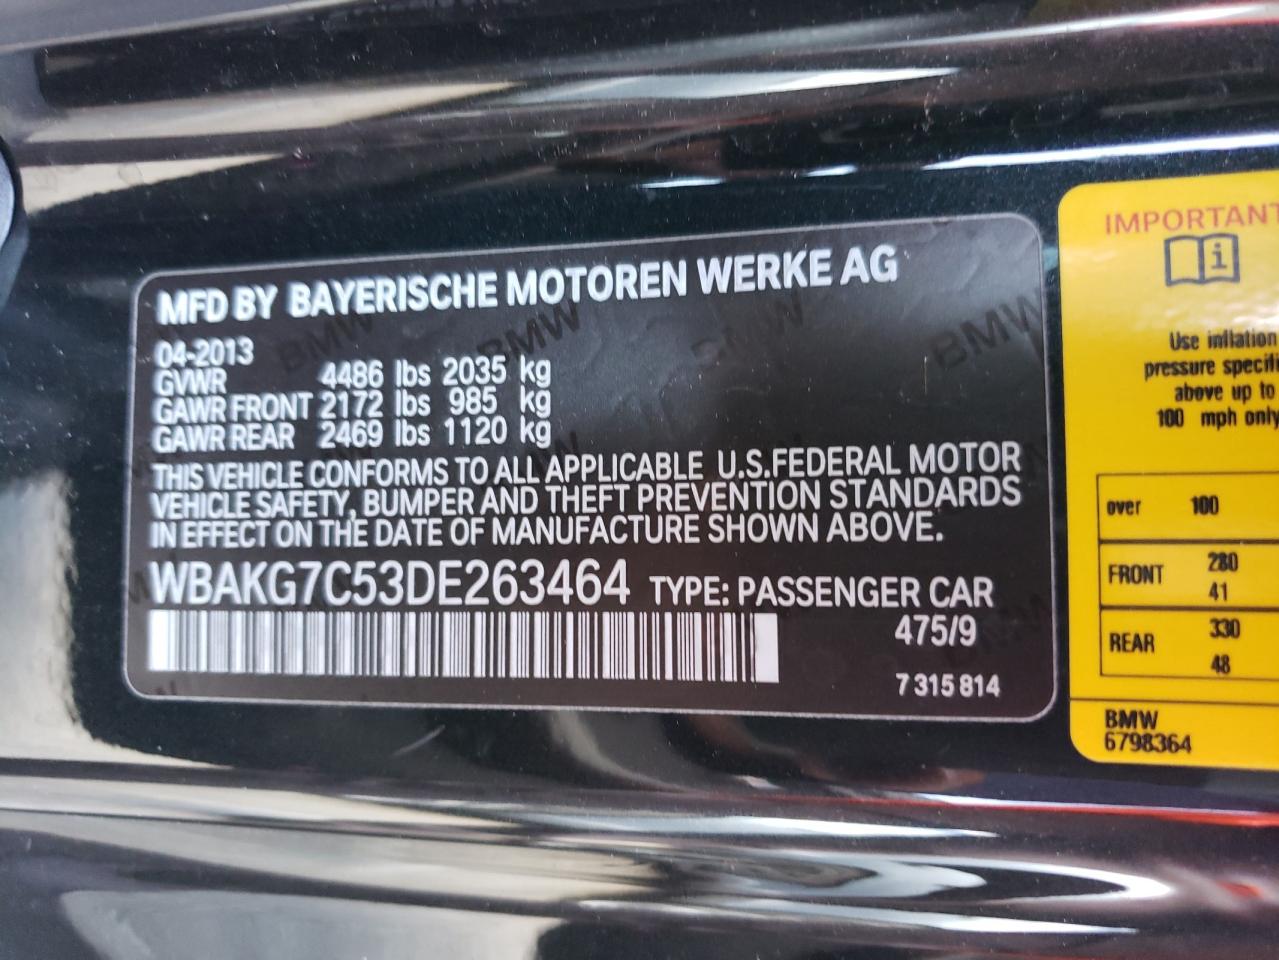 MFD BY BAYERISCHE MOTOREN WERKE AG
04-2013
GVWR 4486 lbs 2035 kg
GAWR FRONT 2172 lbs 985 kg
GAWR REAR 2469 lbs 1120 kg
THIS VEHICLE CONFORMS TO ALL APPLICABLE U.S.FEDERAL MOTOR
VEHICLE SAFETY, BUMPER AND THEFT PREVENTION STANDARDS
IN EFFECT ON THE DATE OF MANUFACTURE SHOWN ABOVE.
WBAKG7C53DE263464 TYPE: PASSENGER CAR
475/9
7 315 814
IMPORTANT
Use inflation
pressure specifi
above up to
100 mph only
over 100
FRONT 280
41
REAR 330
48
BMW
6798364